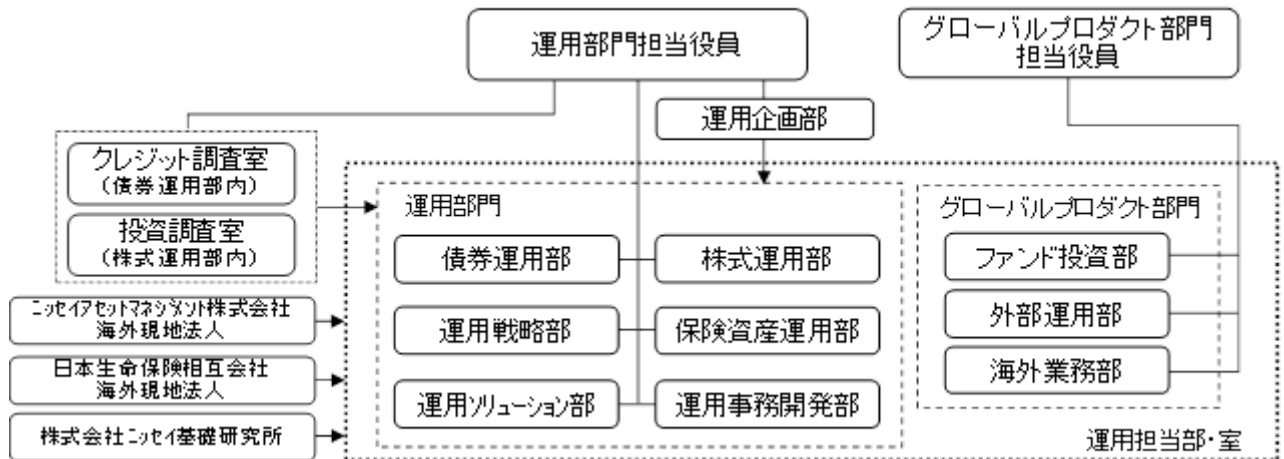 運用部門担当役員
グローバルプロダクト部門
担当役員
運用企画部
クレジット調査室
(債券運用部内)
投資調査室
(株式運用部内)
運用部門
債券運用部
株式運用部
運用戦略部
保険資産運用部
運用ソリューション部
運用事務開発部
グローバルプロダクト部門
ファンド投資部
外部運用部
海外業務部
ニッセイアセットマネジメント株式会社
海外現地法人
日本生命保険相互会社
海外現地法人
株式会社ニッセイ基礎研究所
運用担当部・室